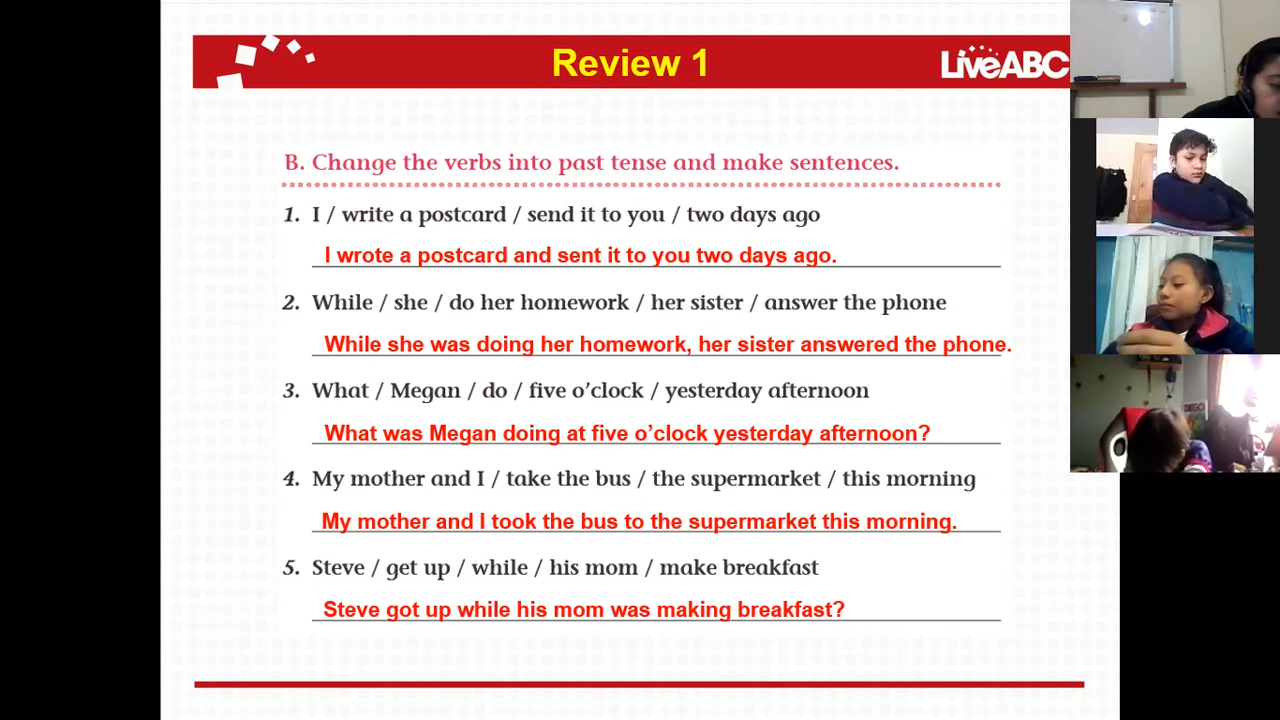 Review 1
LiveABC
B. Change the verbs into past tense and make sentences.
1. I / write a postcard / send it to you / two days ago
I wrote a postcard and sent it to you two days ago.
2. While / she / do her homework / her sister / answer the phone
While she was doing her homework, her sister answered the phone.
3. What / Megan / do / five o’clock / yesterday afternoon
What was Megan doing at five o’clock yesterday afternoon?
4. My mother and I / take the bus / the supermarket / this morning
My mother and I took the bus to the supermarket this morning.
5. Steve / get up / while / his mom / make breakfast
Steve got up while his mom was making breakfast?